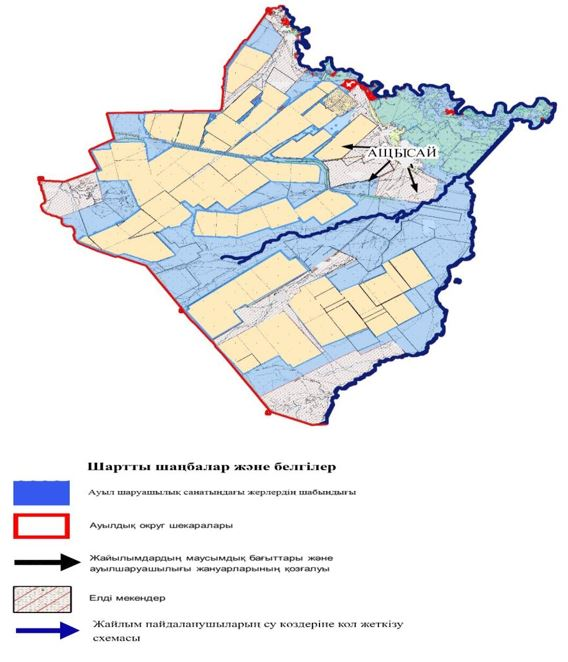 АЩЫСАЙ
Шартты шаңбалар және белгілер
Ауыл шаруашылық санатындағы жерлердің шабындығы
Ауылдық округ шекаралары
Жайылымдардың маусымдық бағыттары және
ауылшаруашылығы жануарларының қозғалуы
Елді мекендер
Жайлым пайдаланушыларың су көздеріне қол жеткізу
схемасы